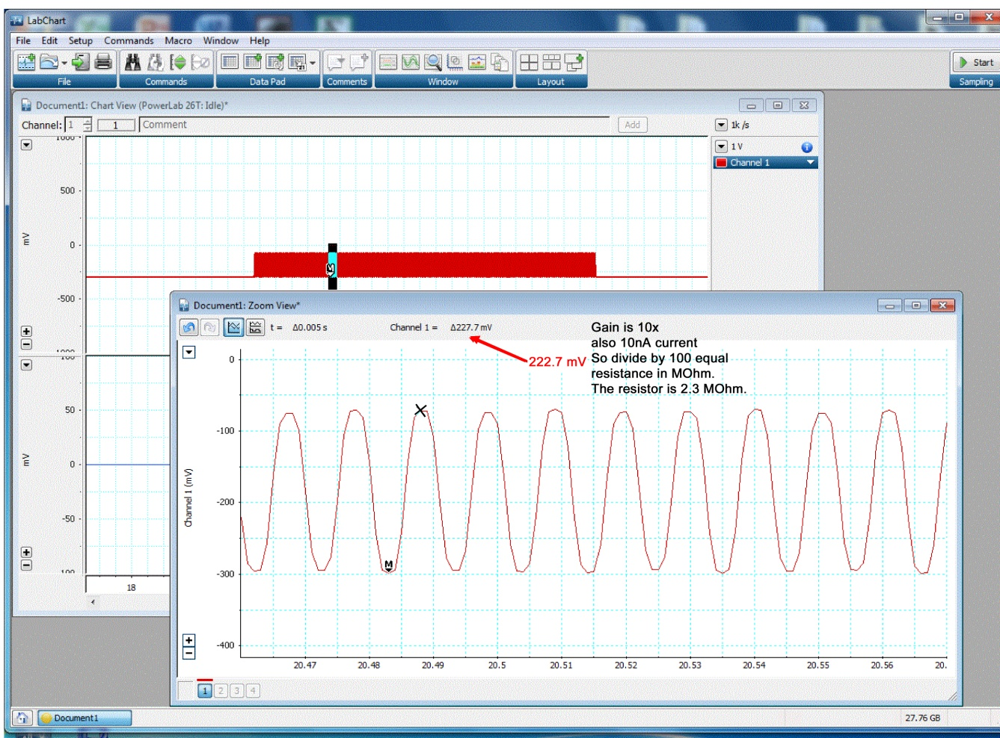 LabChart
File Edit Setup Commands Macro Window Help
Start
File Commands Data Pad Comments Window Layout Sampling
Document1: Chart View (PowerLab 26T: Idle)*
Channel: 1 1 Comment Add 1k /s
1000
1 V
Channel 1
500
mV
0
M
-500
-1000
100
50
mV
0
-50
-100
18
Document1: Zoom View*
t = Δ0.005 s Channel 1 = Δ227.7 mV
222.7 mV
Gain is 10x
also 10nA current
So divide by 100 equal
resistance in MOhm.
The resistor is 2.3 MOhm.
0
-100
-200
-300
-400
Channel 1 (mV)
M
20.47 20.48 20.49 20.5 20.51 20.52 20.53 20.54 20.55 20.56 20.
1 2 3 4
Document1
27.76 GB